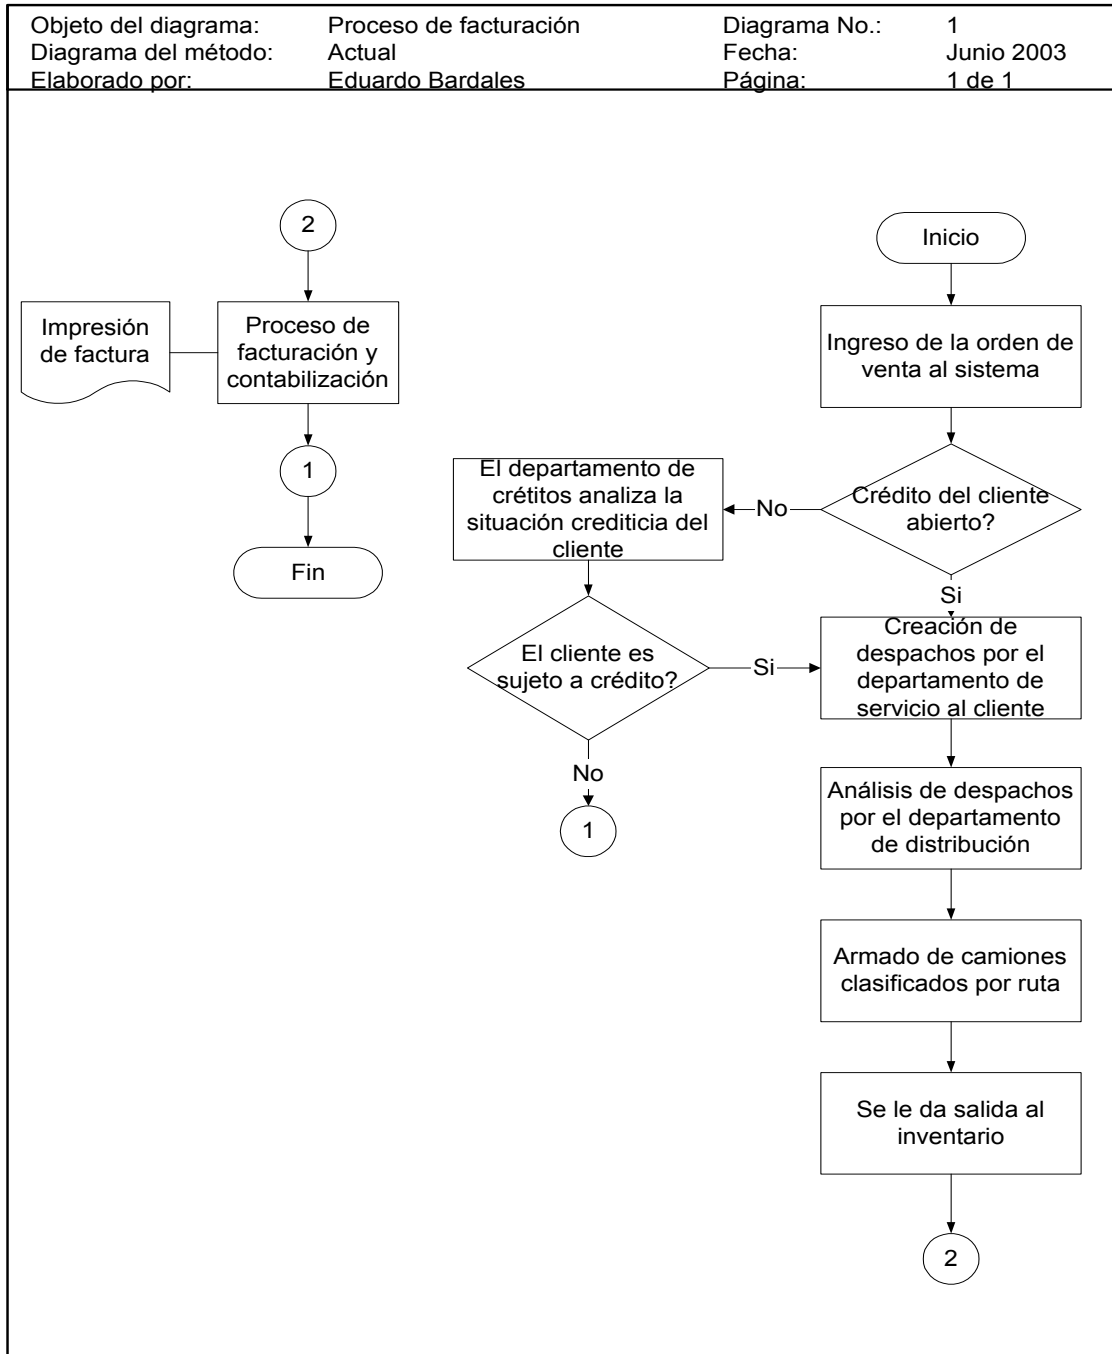 Objeto del diagrama: Proceso de facturación Diagrama No.: 1
Diagrama del método: Actual Fecha: Junio 2003
Elaborado por: Eduardo Bardales Página: 1 de 1
2
Impresión
de factura
Proceso de
facturación y
contabilización
1
Fin
Inicio
Ingreso de la orden de
venta al sistema
Crédito del cliente
abierto?
No
El departamento de
crétitos analiza la
situación crediticia del
cliente
Si
El cliente es
sujeto a crédito?
Si
Creación de
despachos por el
departamento de
servicio al cliente
No
1
Análisis de despachos
por el departamento
de distribución
Armado de camiones
clasificados por ruta
Se le da salida al
inventario
2